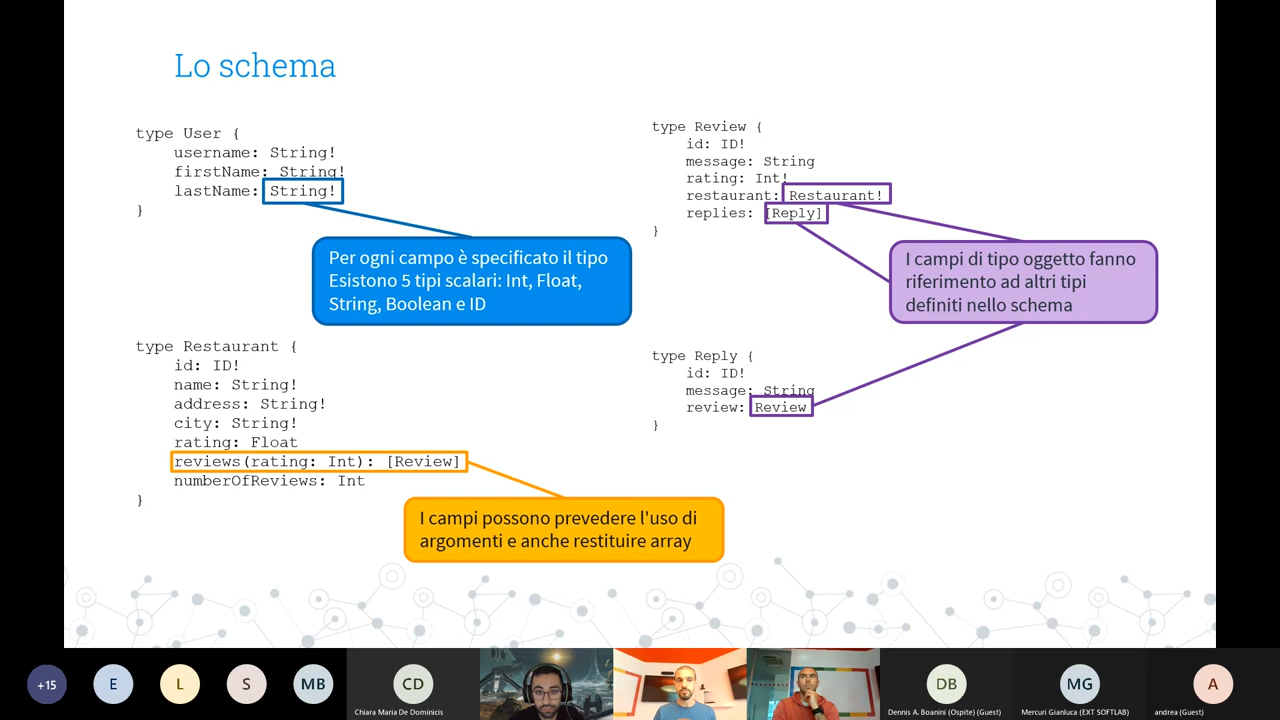 Lo schema
type User {
username: String!
firstName: String!
lastName: String!
}
Per ogni campo è specificato il tipo
Esistono 5 tipi scalari: Int, Float,
String, Boolean e ID
type Restaurant {
id: ID!
name: String!
address: String!
city: String!
rating: Float
reviews(rating: Int): [Review]
numberOfReviews: Int
}
I campi possono prevedere l'uso di
argomenti e anche restituire array
type Review {
id: ID!
message: String
rating: Int!
restaurant: Restaurant!
replies: [Reply]
}
I campi di tipo oggetto fanno
riferimento ad altri tipi
definiti nello schema
type Reply {
id: ID!
message: String
review: Review
}
+15
E
L
S
MB
CD
Chiara Maria De Dominicis
DB
Dennis A. Boanini (Ospite) (Guest)
MG
Mercuri Gianluca (EXT SOFTLAB)
A
andrea (Guest)